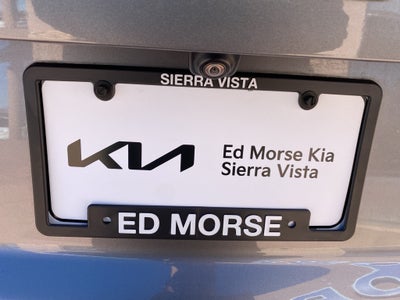 SIERRA VISTA
KIA
Ed Morse Kia
Sierra Vista
ED MORSE